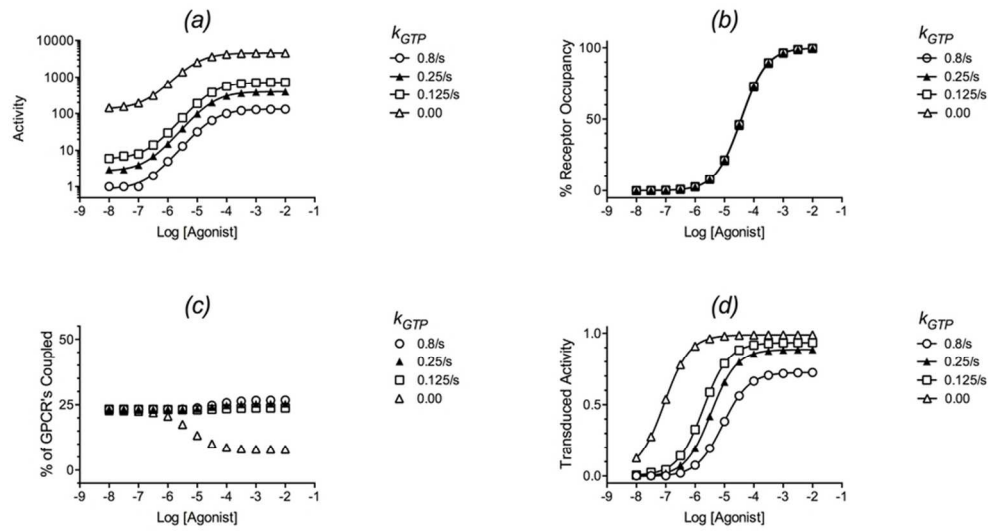 (a)
10000
1000
100
10
1
Activity
-9 -8 -7 -6 -5 -4 -3 -2 -1
Log [Agonist]
kGTP
0.8/s
0.25/s
0.125/s
0.00
(b)
100
50
0
% Receptor Occupancy
-9 -8 -7 -6 -5 -4 -3 -2 -1
Log [Agonist]
kGTP
0.8/s
0.25/s
0.125/s
0.00
(c)
50
25
0
% of GPCR's Coupled
-9 -8 -7 -6 -5 -4 -3 -2 -1
Log [Agonist]
kGTP
0.8/s
0.25/s
0.125/s
0.00
(d)
1.0
0.5
0.0
Transduced Activity
-9 -8 -7 -6 -5 -4 -3 -2 -1
Log [Agonist]
kGTP
0.8/s
0.25/s
0.125/s
0.00